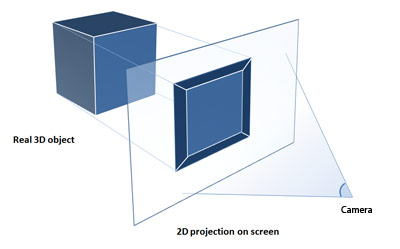 Real 3D object
Camera
2D projection on screen